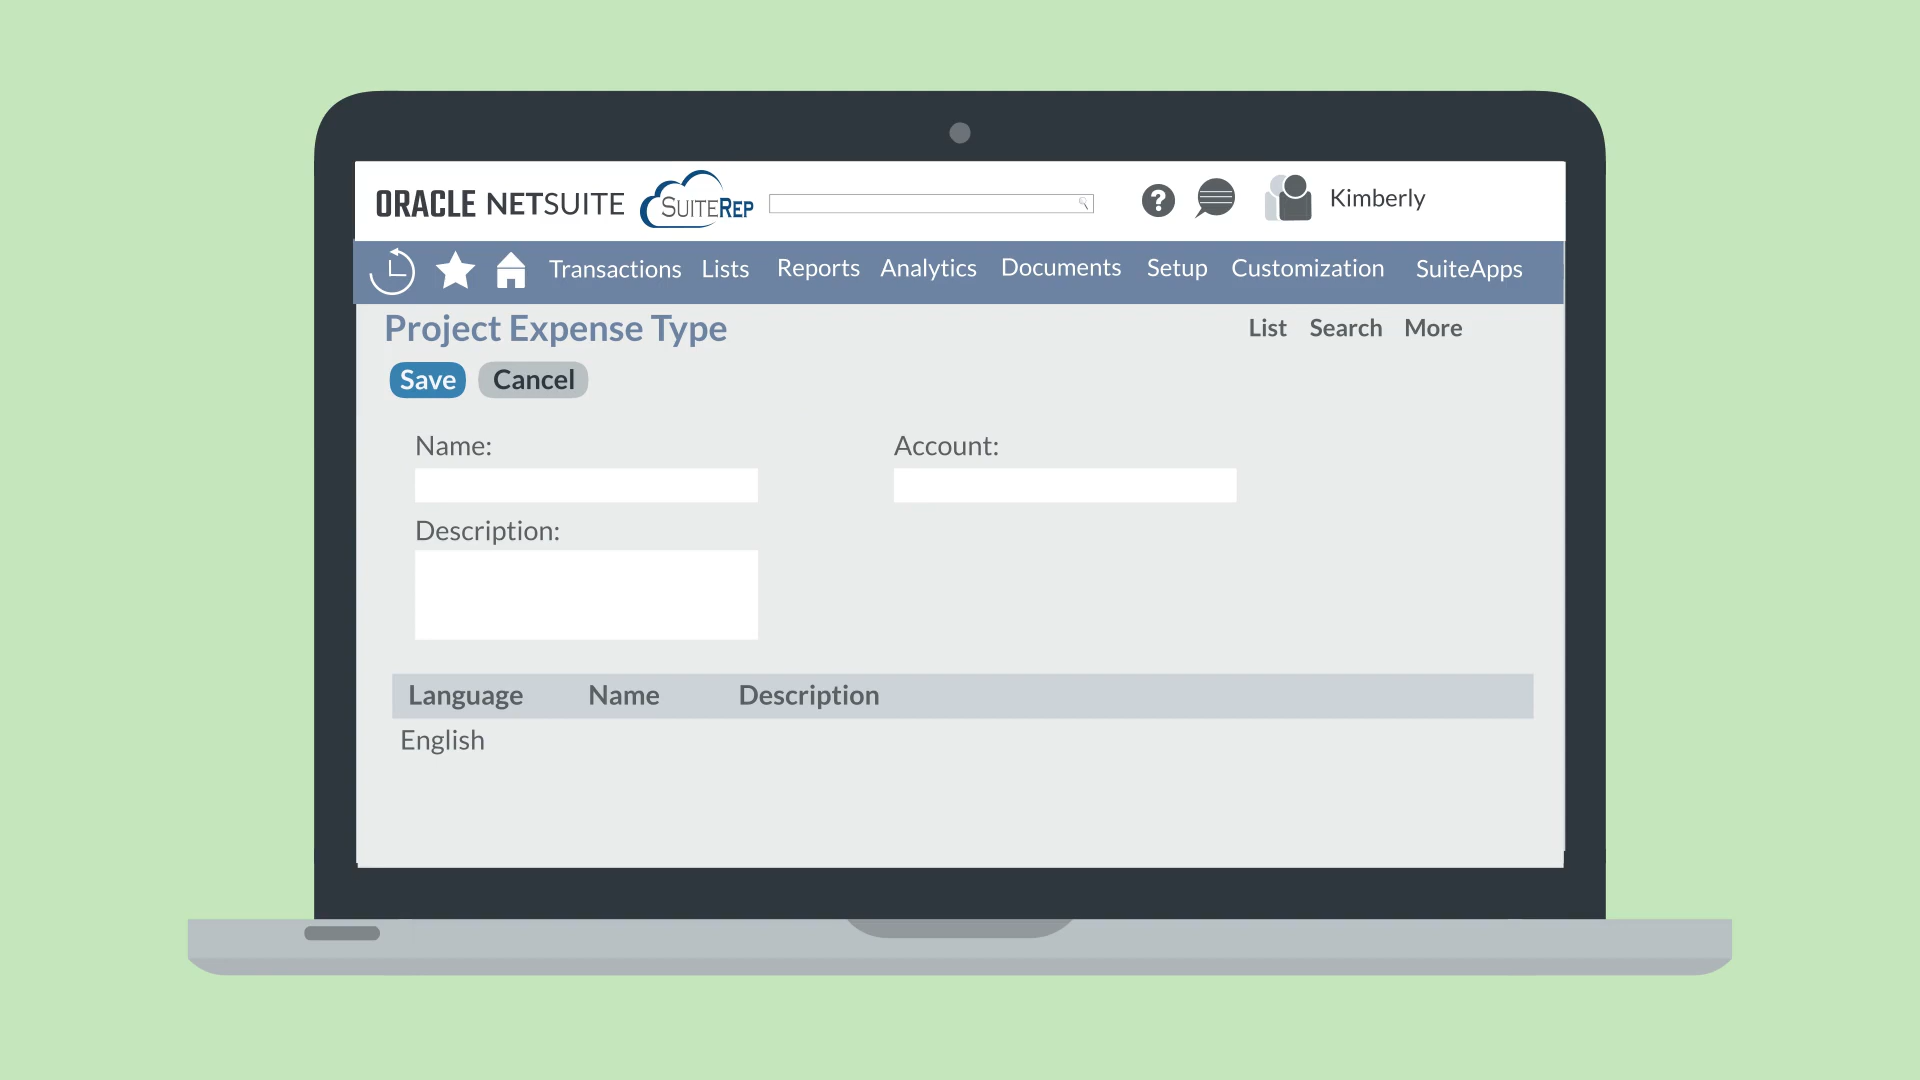 ORACLE NETSUITE SUITEREP ? Kimberly
Transactions Lists Reports Analytics Documents Setup Customization SuiteApps
Project Expense Type List Search More
Save Cancel
Name: Account:
Description:
Language Name Description
English